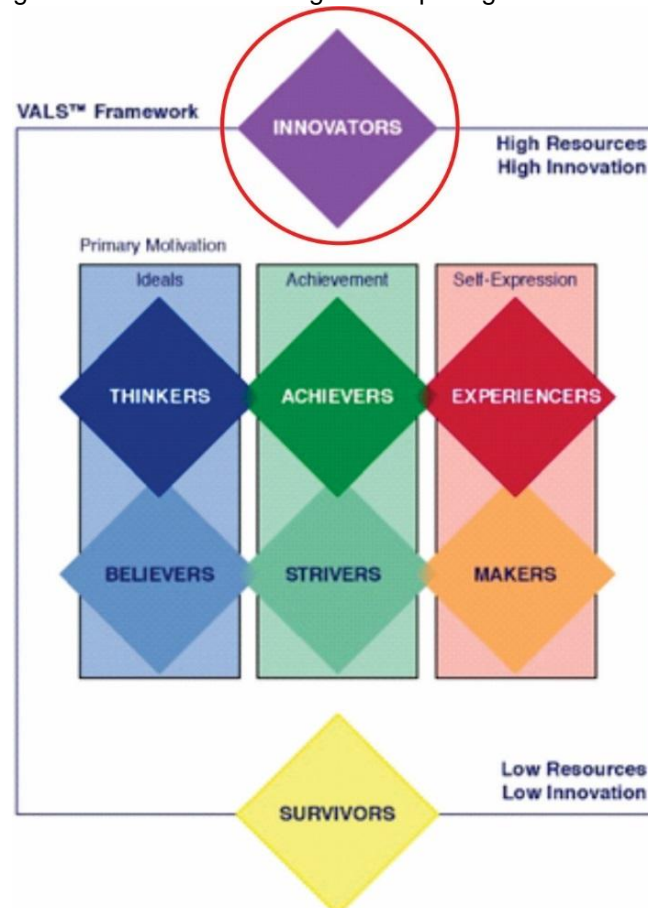 VALS™ Framework
INNOVATORS
High Resources
High Innovation
Primary Motivation
Ideals
Achievement
Self-Expression
THINKERS
ACHIEVERS
EXPERIENCERS
BELIEVERS
STRIVERS
MAKERS
Low Resources
Low Innovation
SURVIVORS